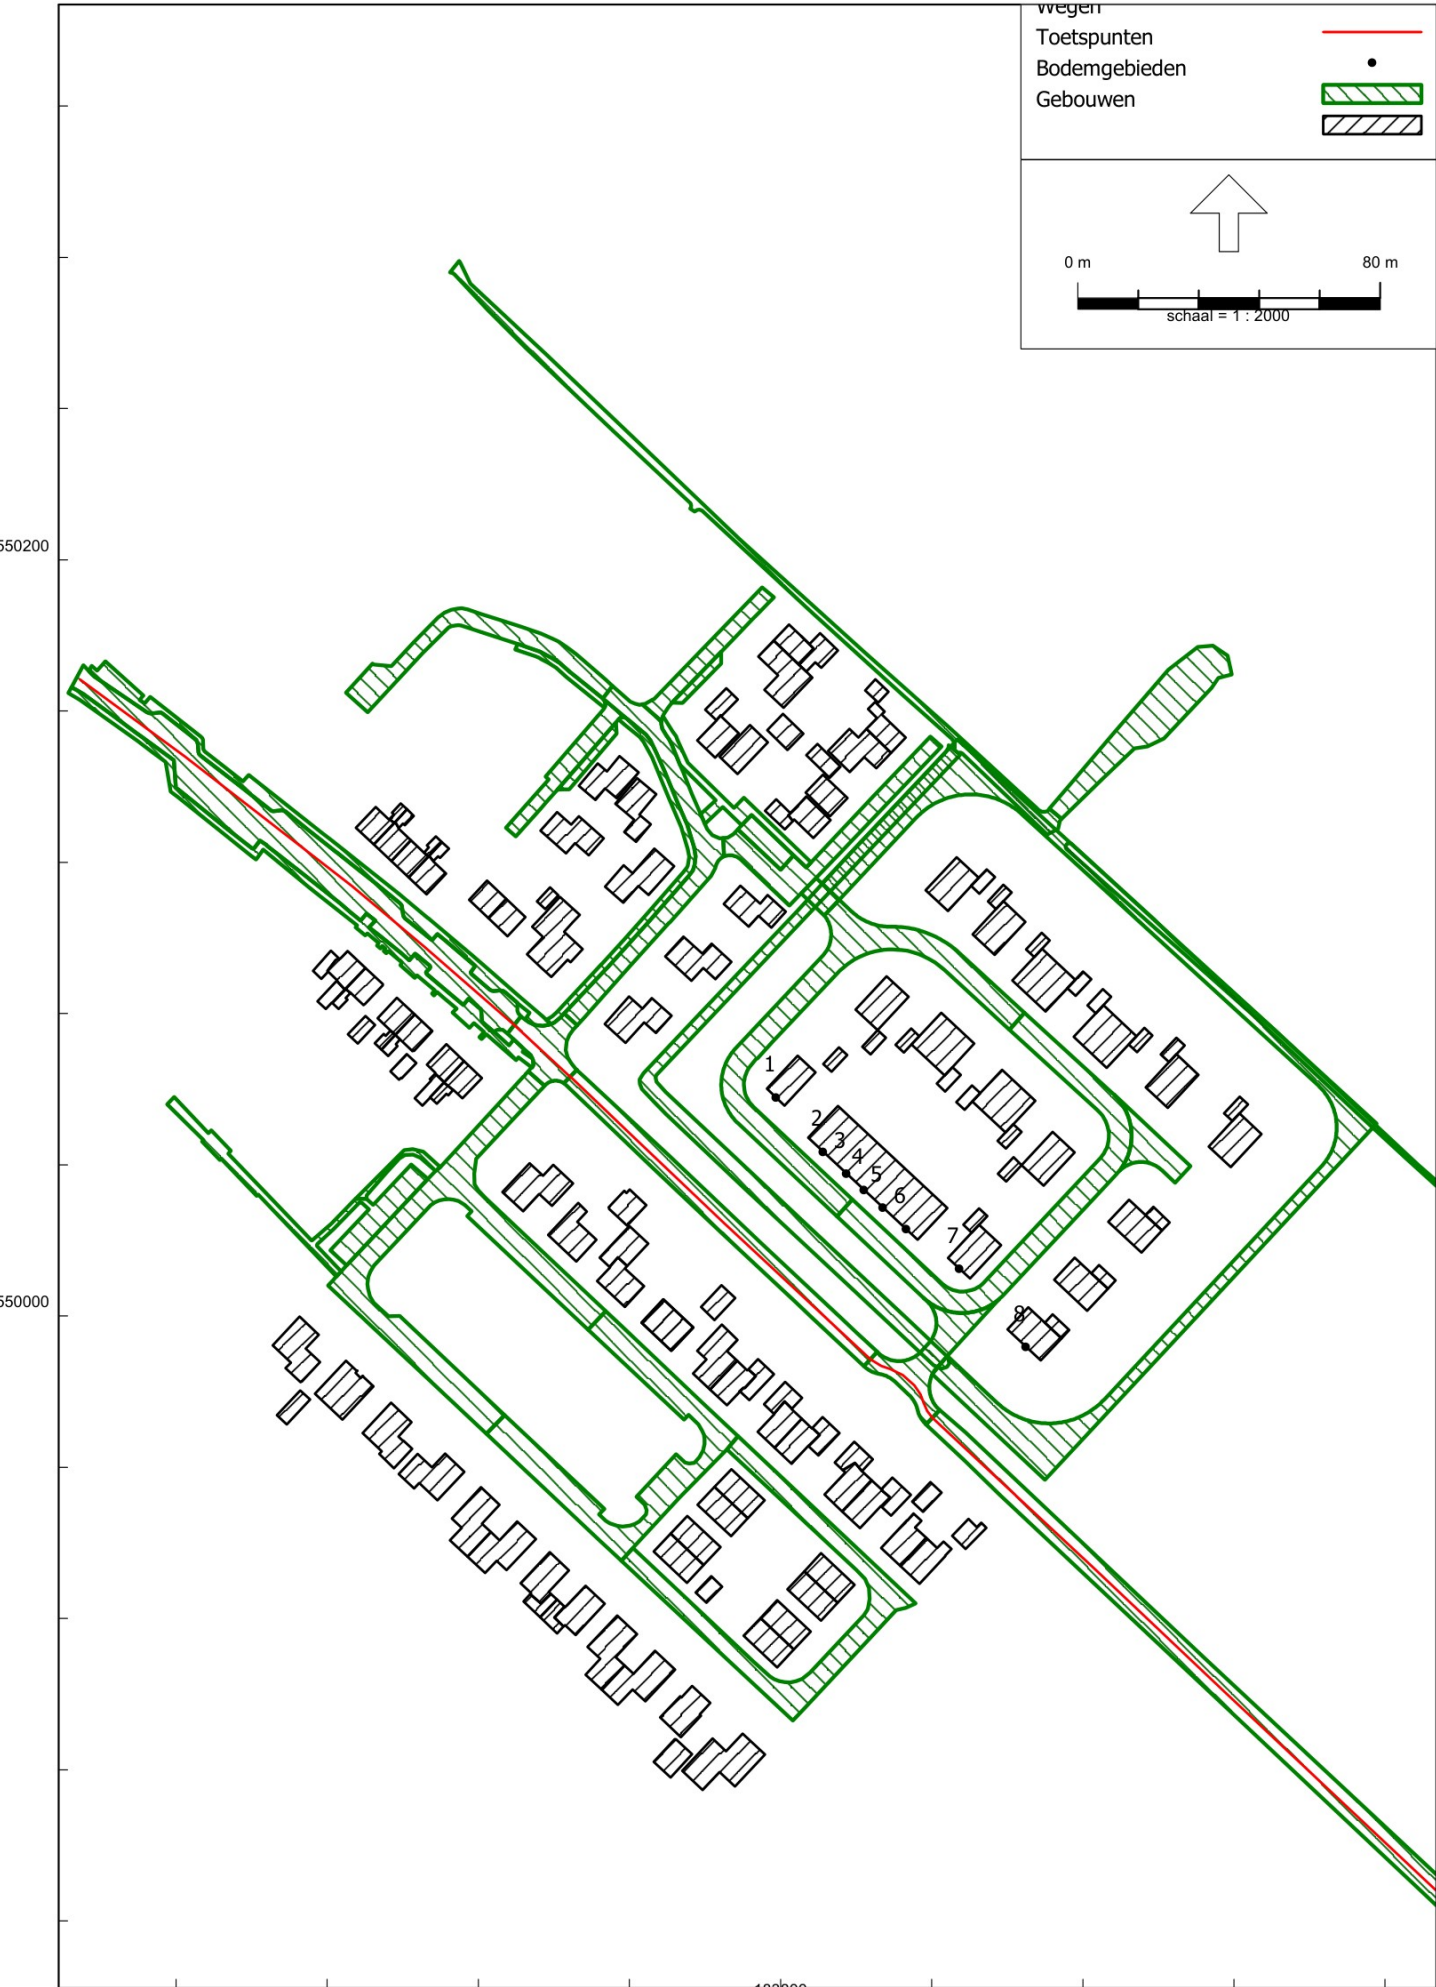 Wegen
Toetspunten
Bodemgebieden
Gebouwen
0 m
80 m
schaal = 1 : 2000
550200
1
2
3
4
5
6
7
8
550000